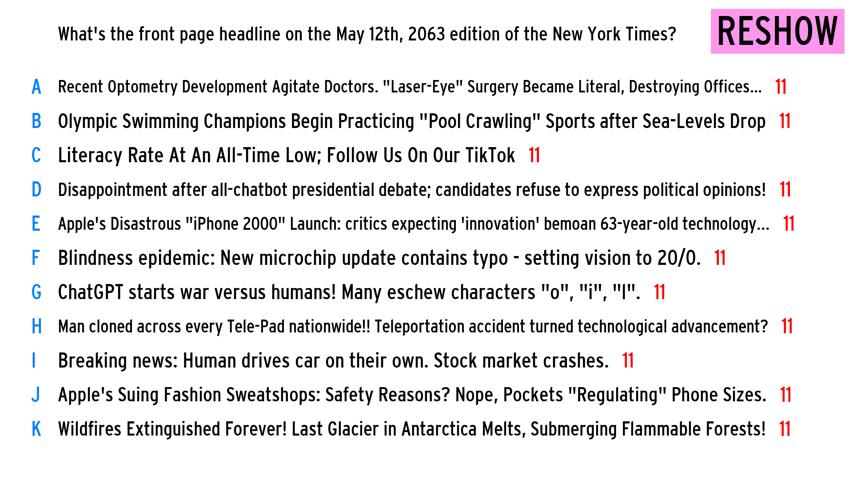 What's the front page headline on the May 12th, 2063 edition of the New York Times?
RESHOW
A Recent Optometry Development Agitate Doctors. "Laser-Eye" Surgery Became Literal, Destroying Offices... 11
B Olympic Swimming Champions Begin Practicing "Pool Crawling" Sports after Sea-Levels Drop 11
C Literacy Rate At An All-Time Low; Follow Us On Our TikTok 11
D Disappointment after all-chatbot presidential debate; candidates refuse to express political opinions! 11
E Apple's Disastrous "iPhone 2000" Launch: critics expecting 'innovation' bemoan 63-year-old technology... 11
F Blindness epidemic: New microchip update contains typo - setting vision to 20/0. 11
G ChatGPT starts war versus humans! Many eschew characters "o", "i", "l". 11
H Man cloned across every Tele-Pad nationwide!! Teleportation accident turned technological advancement? 11
I Breaking news: Human drives car on their own. Stock market crashes. 11
J Apple's Suing Fashion Sweatshops: Safety Reasons? Nope, Pockets "Regulating" Phone Sizes. 11
K Wildfires Extinguished Forever! Last Glacier in Antarctica Melts, Submerging Flammable Forests! 11